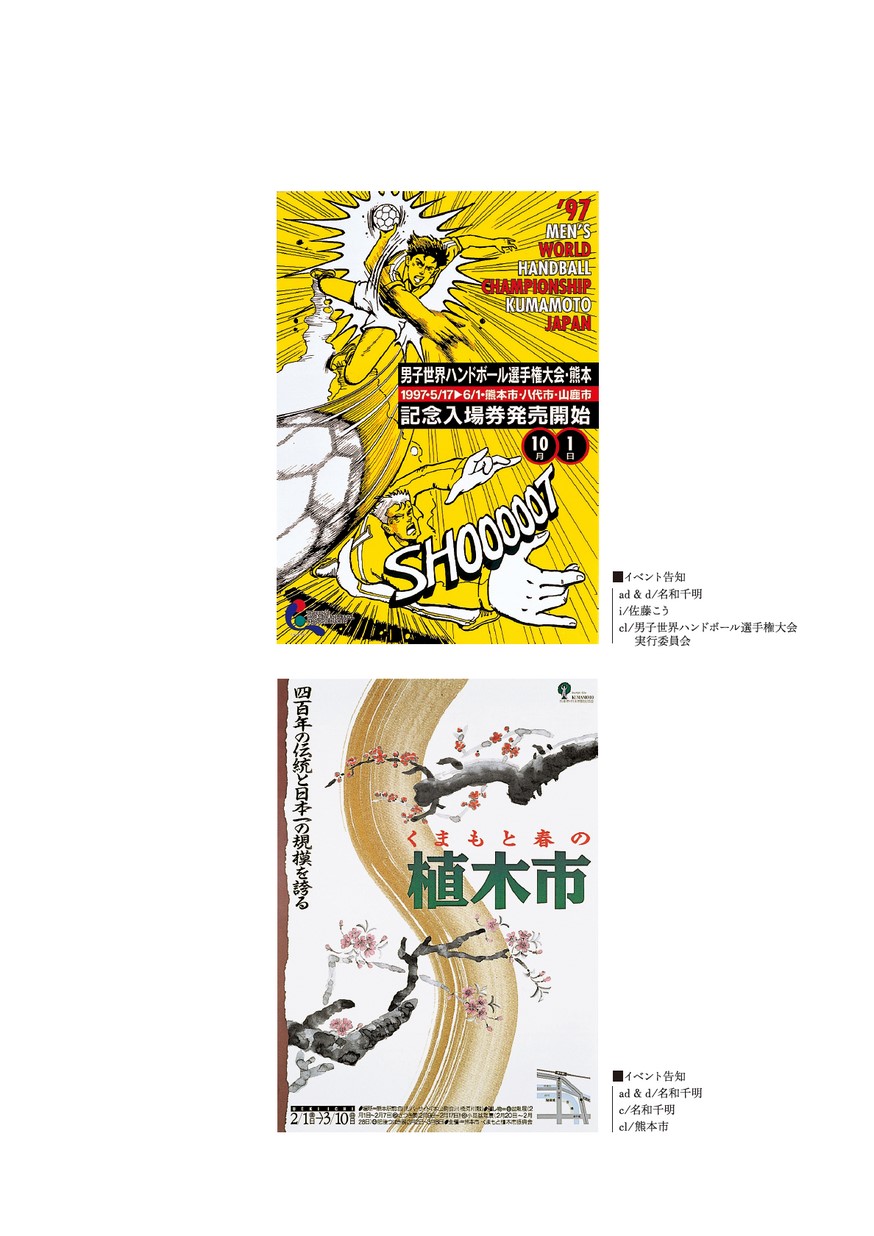 '97
MEN'S
WORLD
HANDBALL
CHAMPIONSHIP
KUMAMOTO
JAPAN
男子世界ハンドボール選手権大会・熊本
1997・5/17▶6/1・熊本市・八代市・山鹿市
記念入場券発売開始
10月1日
SHOOOOOT
■イベント告知
ad & d/名和千明
i/佐藤こう
cl/男子世界ハンドボール選手権大会
実行委員会
四百年の伝統と日本一の規模を誇る
KUMAMOTO
くまもと春の
植木市
2/1金→3/10日
■イベント告知
ad & d/名和千明
c/名和千明
cl/熊本市